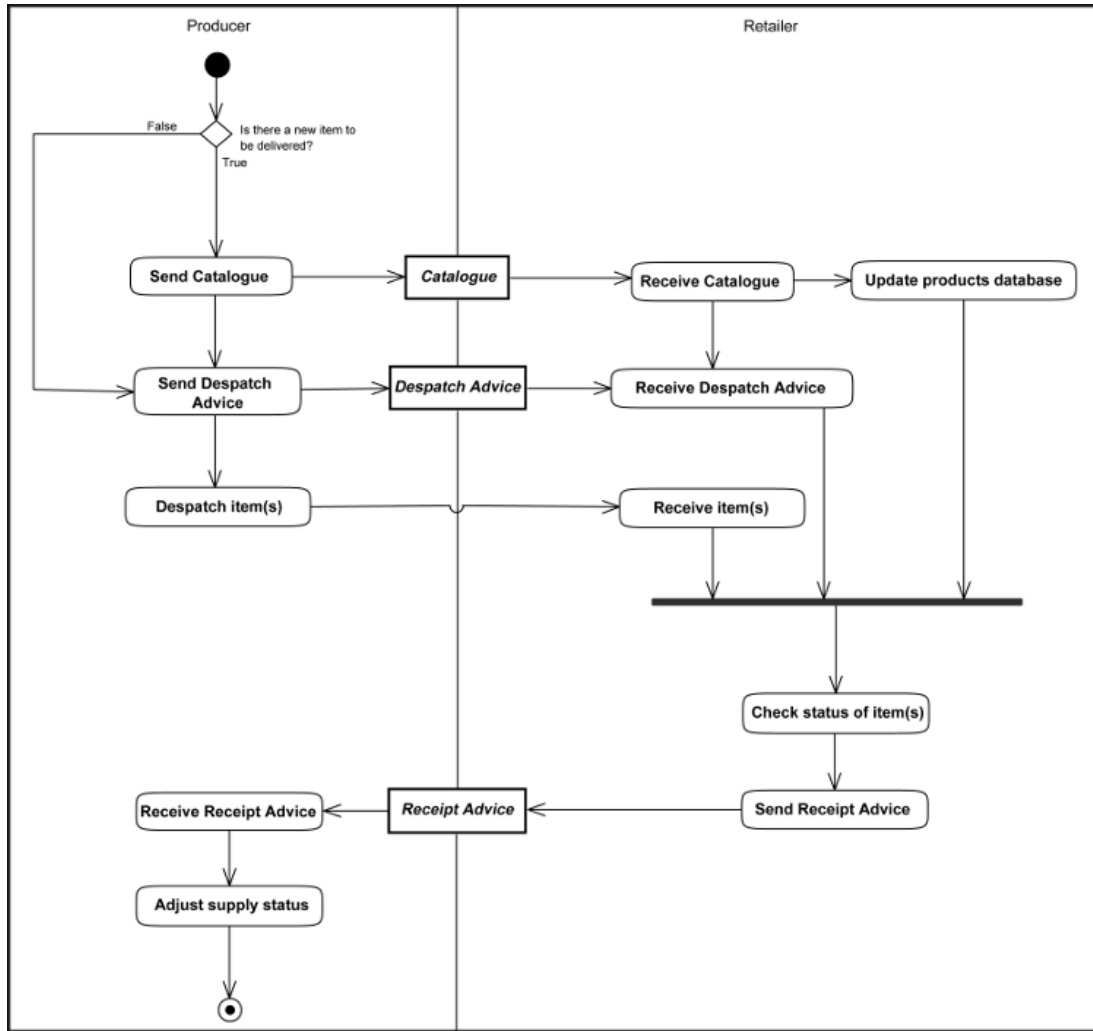 Producer
Retailer
False
Is there a new item to
be delivered?
True
Send Catalogue
Catalogue
Receive Catalogue
Update products database
Send Despatch
Advice
Despatch Advice
Receive Despatch Advice
Despatch item(s)
Receive item(s)
Check status of item(s)
Receive Receipt Advice
Receipt Advice
Send Receipt Advice
Adjust supply status